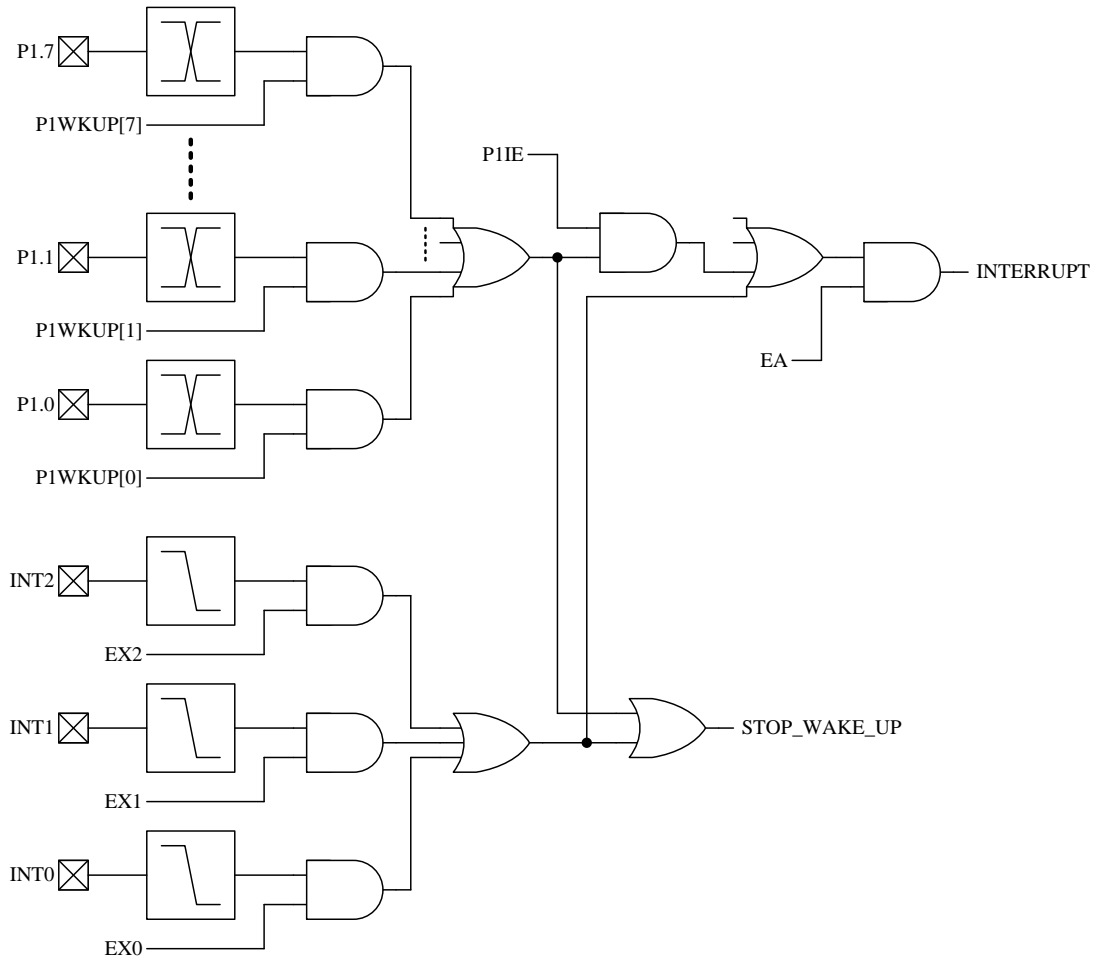 P1.7
P1WKUP[7]
P1IE
P1.1
INTERRUPT
P1WKUP[1]
EA
P1.0
P1WKUP[0]
INT2
EX2
INT1
STOP_WAKE_UP
EX1
INT0
EX0